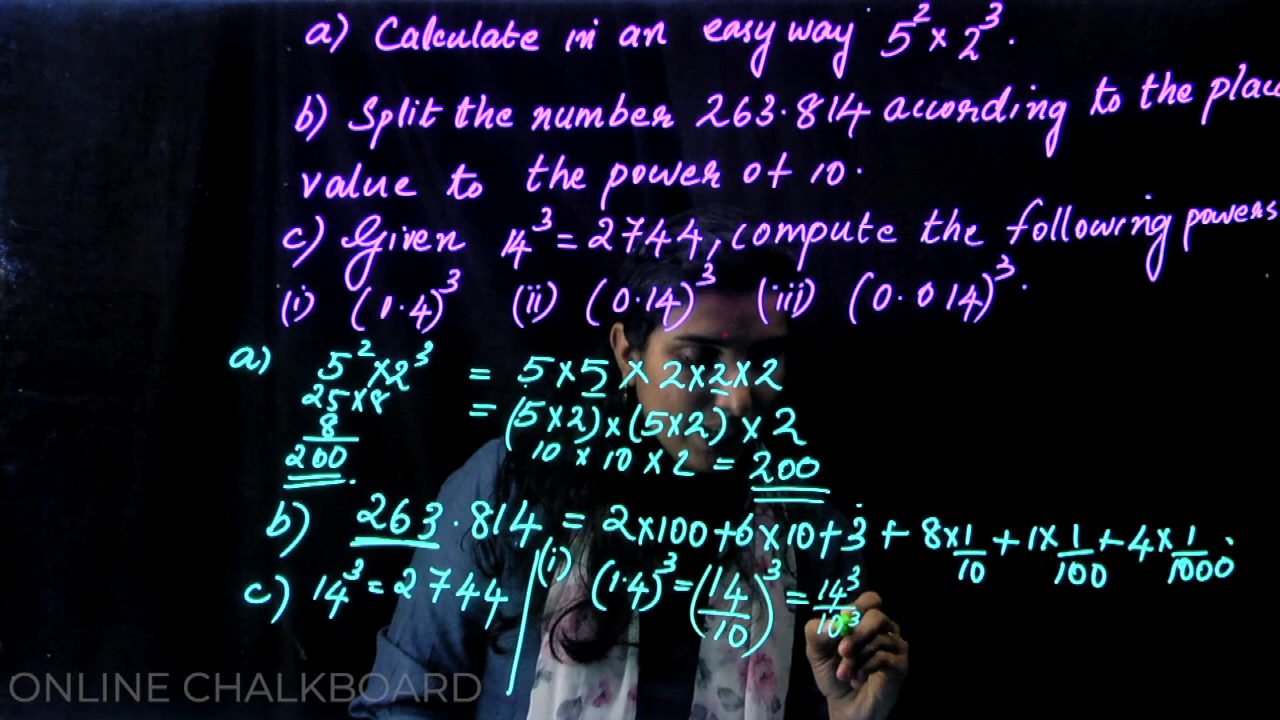 a) Calculate in an easy way 5² × 2³.
b) Split the number 263.814 according to the plac
value to the power of 10.
c) Given 14³ = 2744, compute the following powers
(i) (1.4)³ (ii) (0.14)³ (iii) (0.014)³.
a) 5² × 2³ = 5 × 5 × 2 × 2 × 2
25 × 8 = (5 × 2) × (5 × 2) × 2
8
200. 10 × 10 × 2 = 200
b) 263.814 = 2 × 100 + 6 × 10 + 3 + 8 × 1/10 + 1 × 1/100 + 4 × 1/1000.
c) 14³ = 2744 (i) (1.4)³ = (14/10)³ = 14³/10³
ONLINE CHALKBOARD